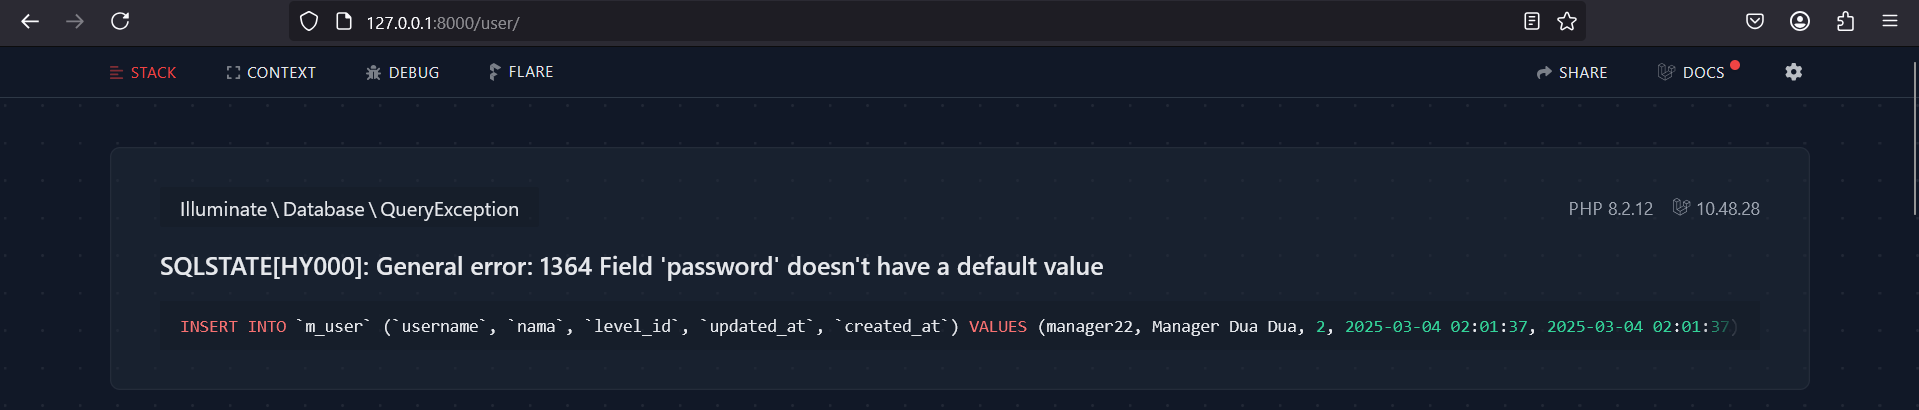 127.0.0.1:8000/user/
STACK CONTEXT DEBUG FLARE SHARE DOCS
Illuminate\Database\QueryException PHP 8.2.12 10.48.28
SQLSTATE[HY000]: General error: 1364 Field 'password' doesn't have a default value
INSERT INTO `m_user` (`username`, `nama`, `level_id`, `updated_at`, `created_at`) VALUES (manager22, Manager Dua Dua, 2, 2025-03-04 02:01:37, 2025-03-04 02:01:37)